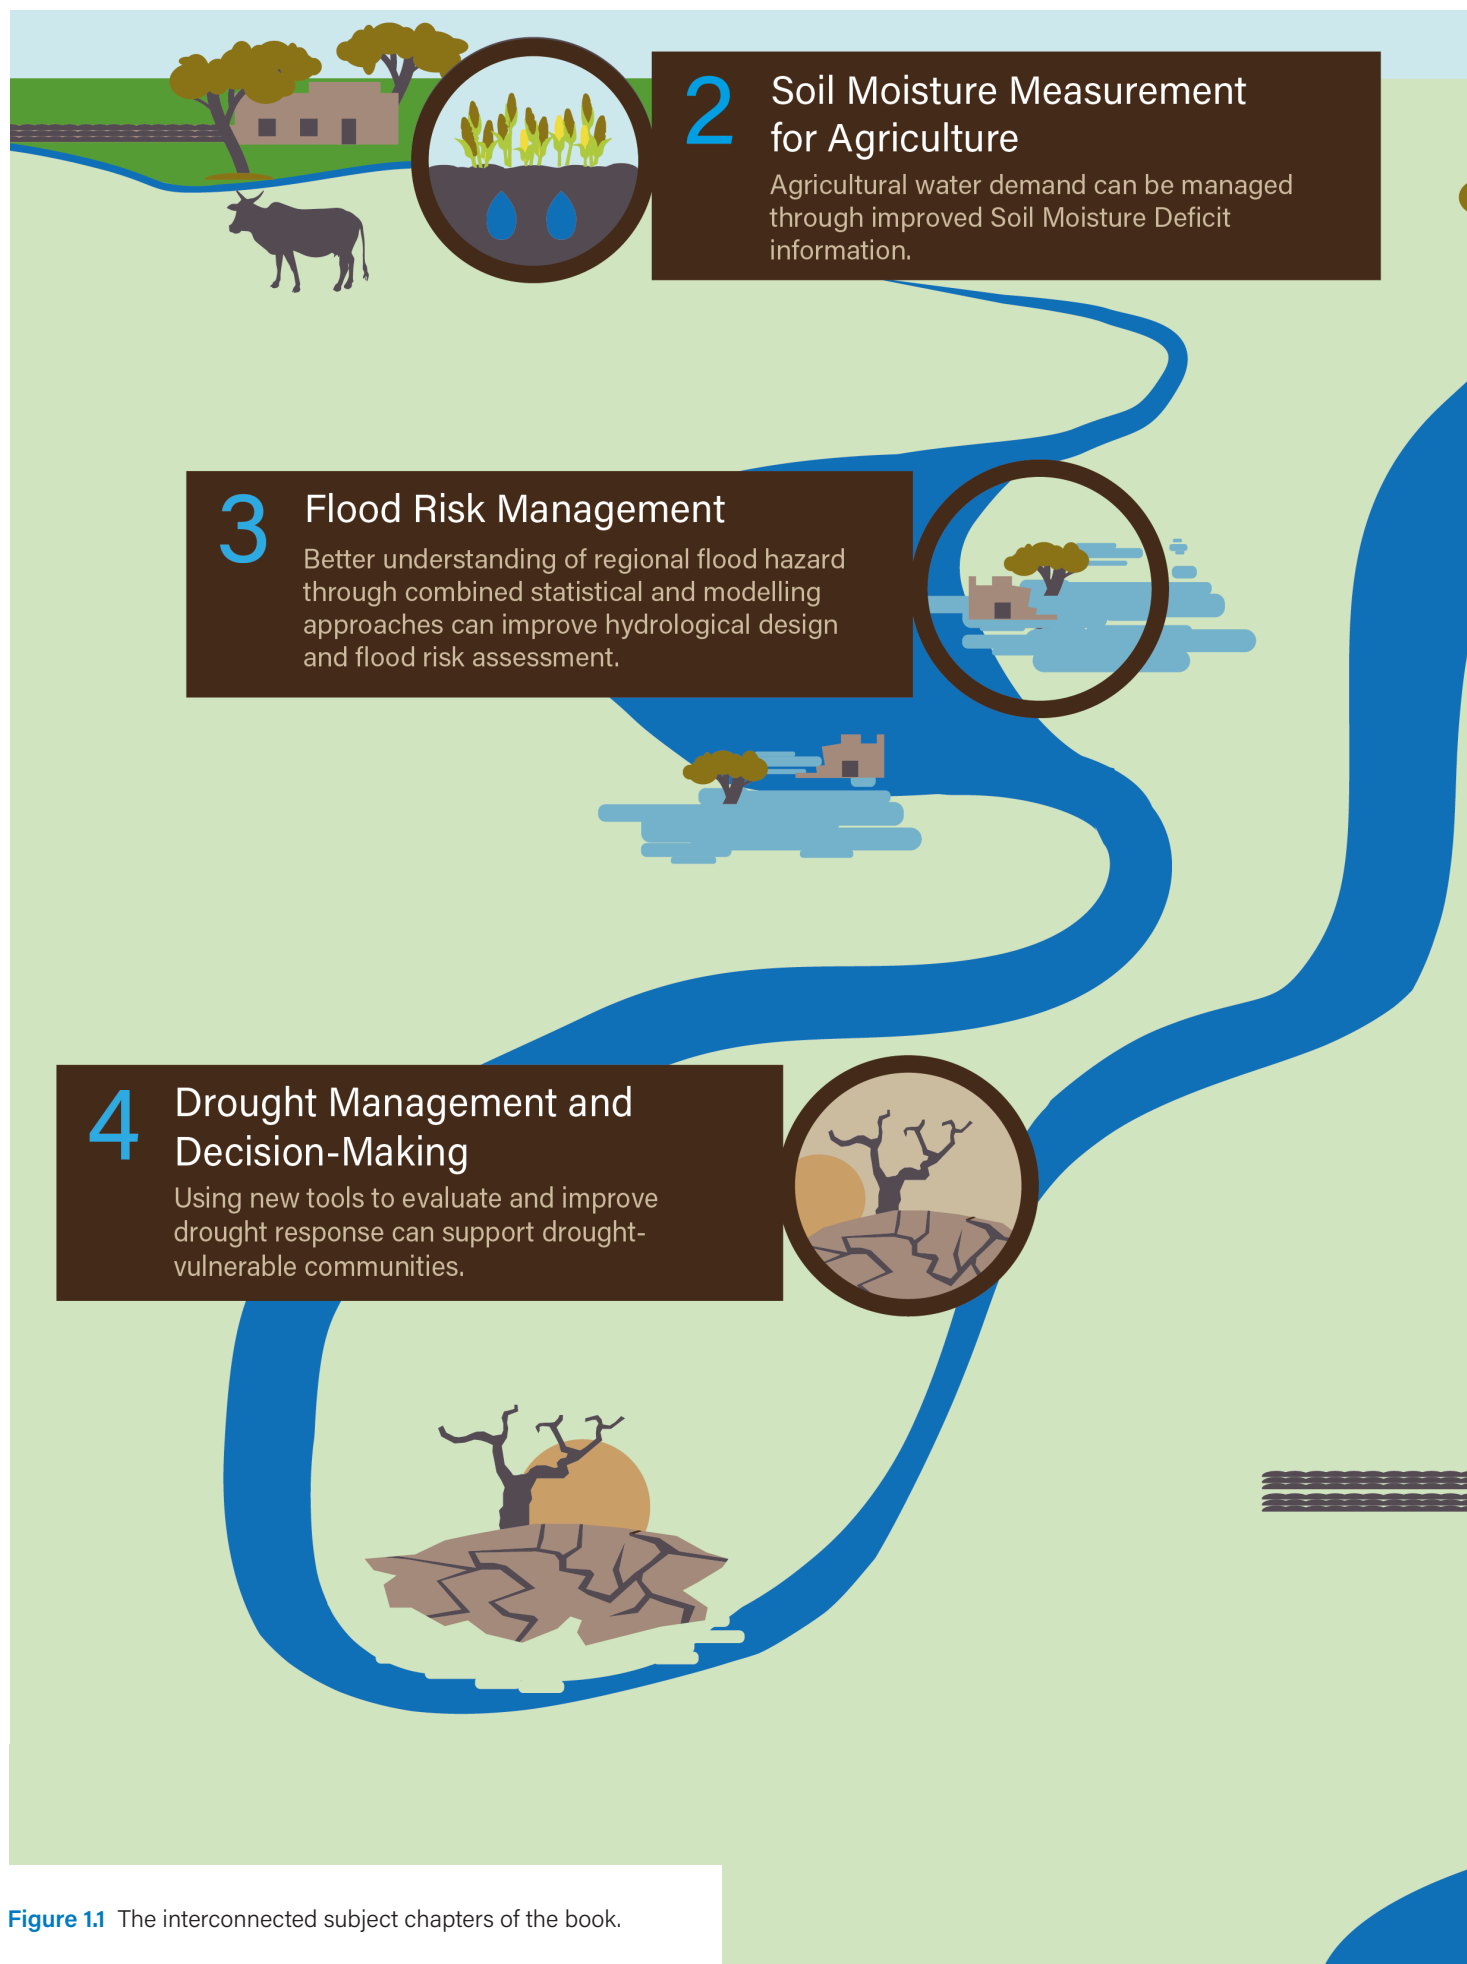 2
Soil Moisture Measurement
for Agriculture
Agricultural water demand can be managed
through improved Soil Moisture Deficit
information.
3
Flood Risk Management
Better understanding of regional flood hazard
through combined statistical and modelling
approaches can improve hydrological design
and flood risk assessment.
4
Drought Management and
Decision-Making
Using new tools to evaluate and improve
drought response can support drought-
vulnerable communities.
Figure 1.1 The interconnected subject chapters of the book.